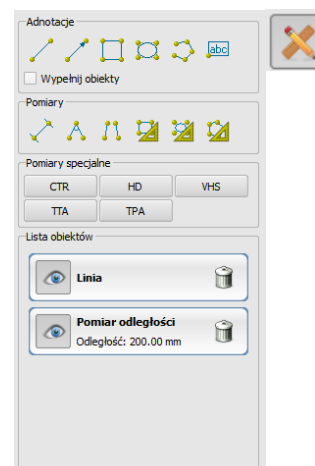 Adnotacje
abc
Wypełnij obiekty
Pomiary
Pomiary specjalne
CTR HD VHS
TTA TPA
Lista obiektów
Linia
Pomiar odległości
Odległość: 200.00 mm